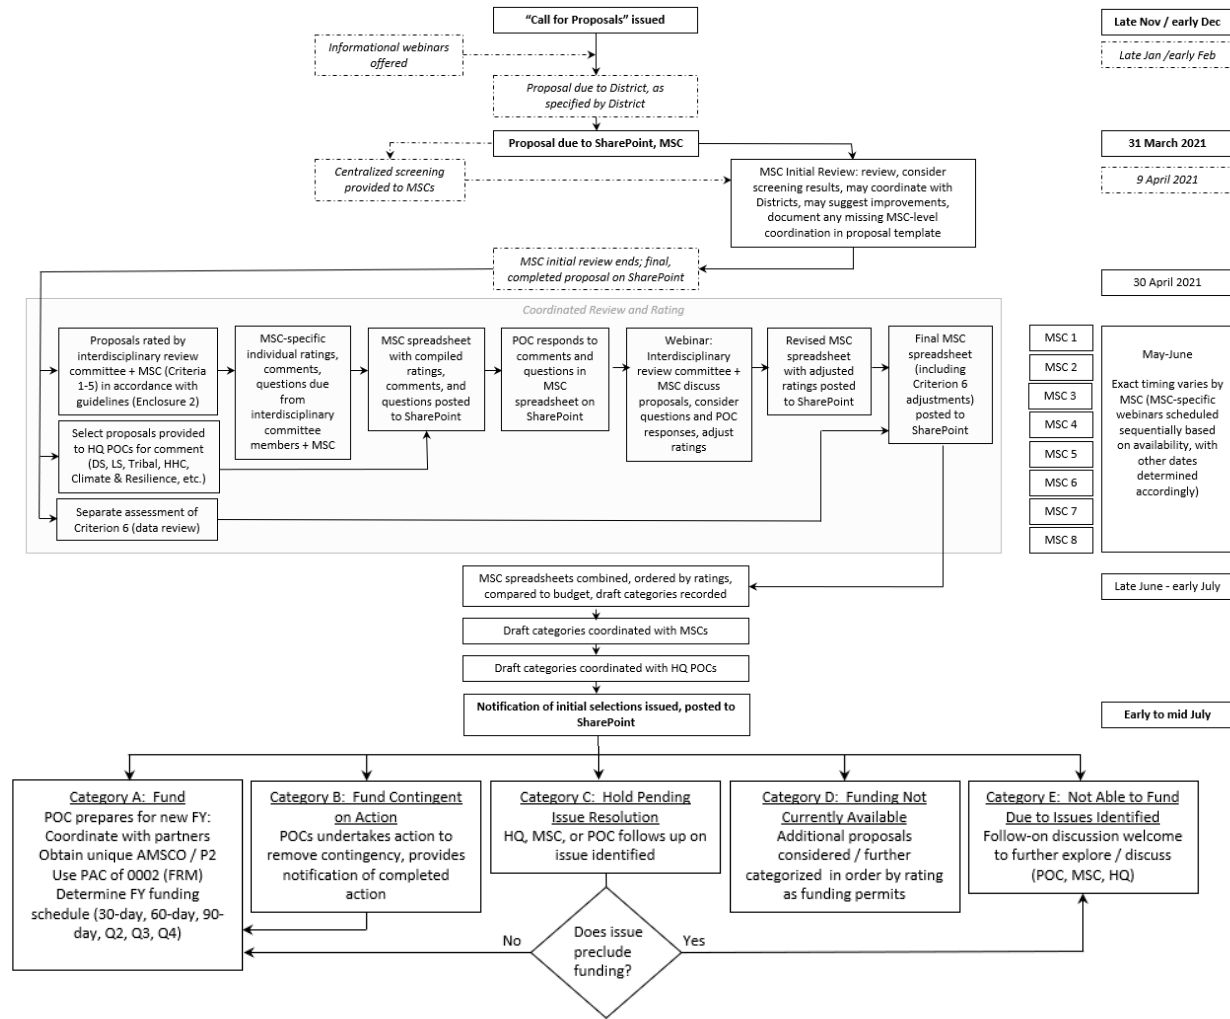 “Call for Proposals” issued
Late Nov / early Dec
Informational webinars
offered
Late Jan /early Feb
Proposal due to District, as
specified by District
Proposal due to SharePoint, MSC
31 March 2021
Centralized screening
provided to MSCs
MSC Initial Review: review, consider
screening results, may coordinate with
Districts, may suggest improvements,
document any missing MSC-level
coordination in proposal template
9 April 2021
MSC initial review ends; final,
completed proposal on SharePoint
30 April 2021
Coordinated Review and Rating
Proposals rated by
interdisciplinary review
committee + MSC (Criteria
1-5) in accordance with
guidelines (Enclosure 2)
MSC-specific
individual ratings,
comments,
questions due
from
interdisciplinary
committee
members + MSC
MSC spreadsheet
with compiled
ratings,
comments, and
questions posted
to SharePoint
POC responds to
comments and
questions in
MSC
spreadsheet on
SharePoint
Webinar:
Interdisciplinary
review committee +
MSC discuss
proposals, consider
questions and POC
responses, adjust
ratings
Revised MSC
spreadsheet
with adjusted
ratings posted
to SharePoint
Final MSC
spreadsheet
(including
Criterion 6
adjustments)
posted to
SharePoint
Select proposals provided
to HQ POCs for comment
(DS, LS, Tribal, HHC,
Climate & Resilience, etc.)
Separate assessment of
Criterion 6 (data review)
MSC 1
MSC 2
MSC 3
MSC 4
MSC 5
MSC 6
MSC 7
MSC 8
May-June
Exact timing varies by
MSC (MSC-specific
webinars scheduled
sequentially based
on availability, with
other dates
determined
accordingly)
MSC spreadsheets combined, ordered by ratings,
compared to budget, draft categories recorded
Late June - early July
Draft categories coordinated with MSCs
Draft categories coordinated with HQ POCs
Notification of initial selections issued, posted to
SharePoint
Early to mid July
Category A: Fund
POC prepares for new FY:
Coordinate with partners
Obtain unique AMSCO / P2
Use PAC of 0002 (FRM)
Determine FY funding
schedule (30-day, 60-day, 90-
day, Q2, Q3, Q4)
Category B: Fund Contingent
on Action
POCs undertakes action to
remove contingency, provides
notification of completed
action
Category C: Hold Pending
Issue Resolution
HQ, MSC, or POC follows up on
issue identified
Category D: Funding Not
Currently Available
Additional proposals
considered / further
categorized in order by rating
as funding permits
Category E: Not Able to Fund
Due to Issues Identified
Follow-on discussion welcome
to further explore / discuss
(POC, MSC, HQ)
No
Does issue
preclude
funding?
Yes